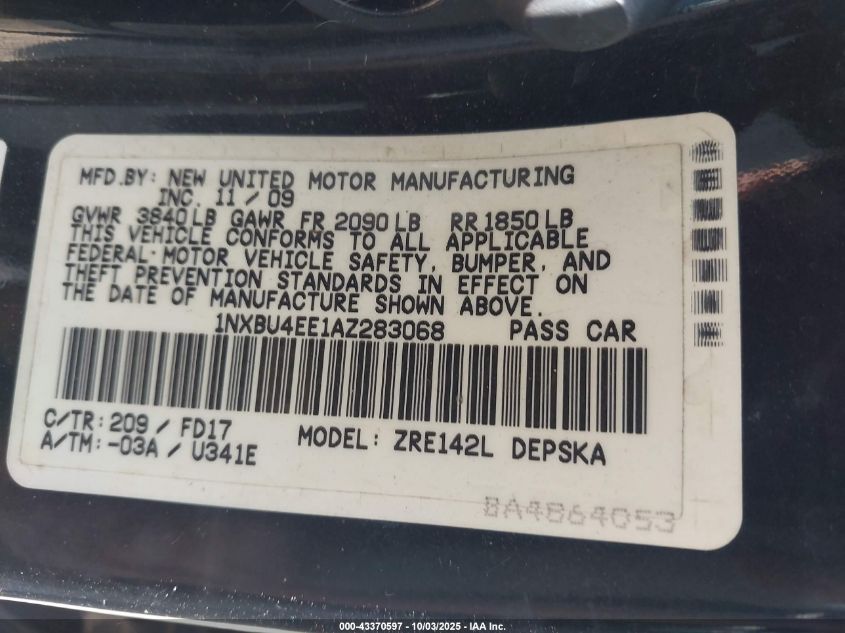 MFD.BY: NEW UNITED MOTOR MANUFACTURING
INC. 11 / 09
GVWR 3840 LB GAWR FR 2090 LB RR 1850 LB
THIS VEHICLE CONFORMS TO ALL APPLICABLE
FEDERAL MOTOR VEHICLE SAFETY, BUMPER, AND
THEFT PREVENTION STANDARDS IN EFFECT ON
THE DATE OF MANUFACTURE SHOWN ABOVE.
1NXBU4EE1AZ283068 PASS CAR
C/TR: 209 / FD17
A/TM: -03A / U341E
MODEL: ZRE142L DEPSKA
BA4864053
000-43370597 - 10/03/2025 - IAA Inc.